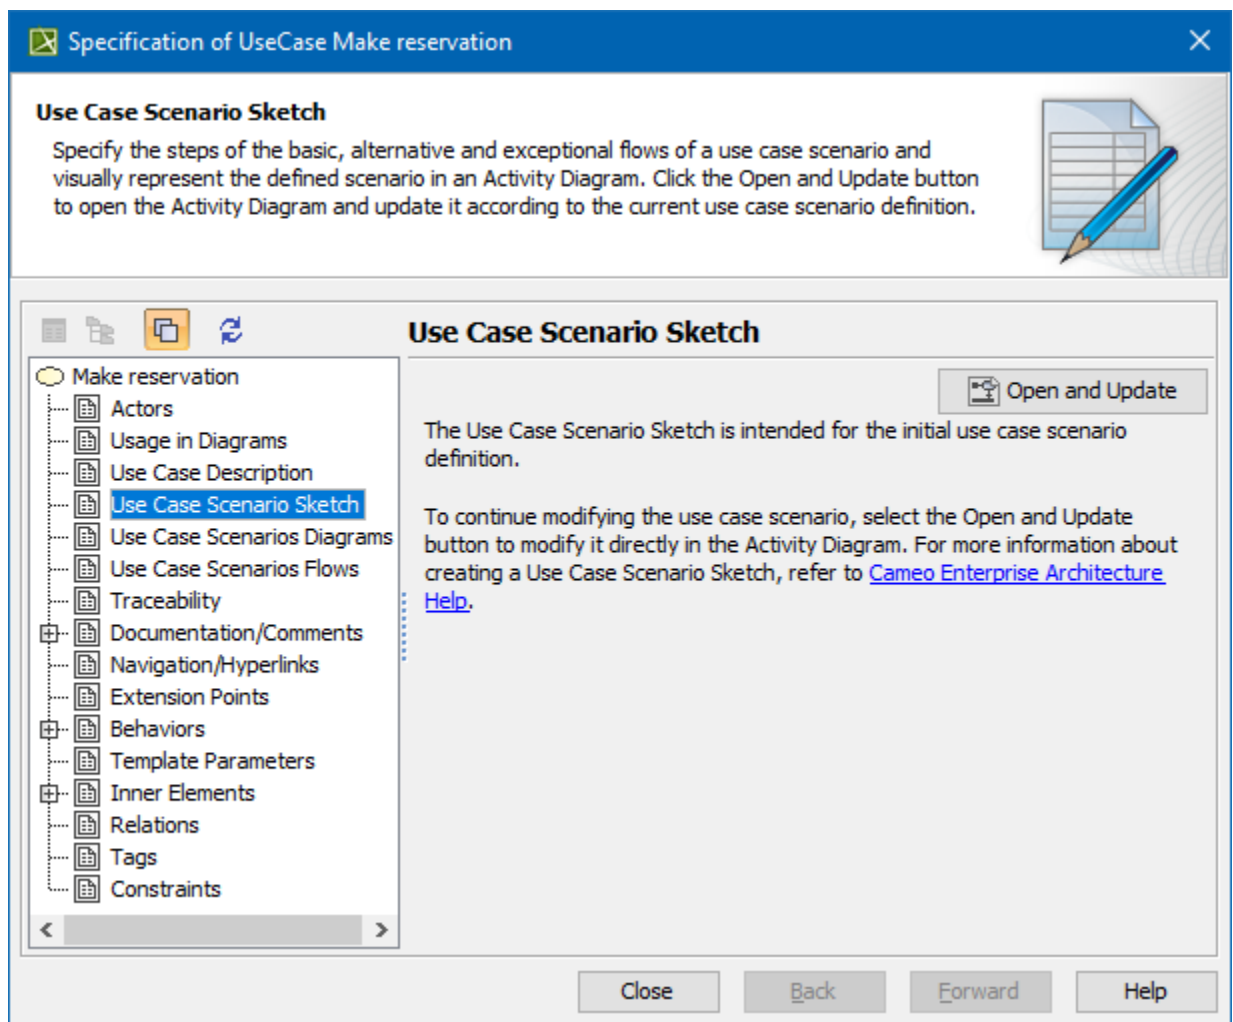 Specification of UseCase Make reservation
Use Case Scenario Sketch
Specify the steps of the basic, alternative and exceptional flows of a use case scenario and
visually represent the defined scenario in an Activity Diagram. Click the Open and Update button
to open the Activity Diagram and update it according to the current use case scenario definition.
Use Case Scenario Sketch
Make reservation
Actors
Usage in Diagrams
Use Case Description
Use Case Scenario Sketch
Use Case Scenarios Diagrams
Use Case Scenarios Flows
Traceability
Documentation/Comments
Navigation/Hyperlinks
Extension Points
Behaviors
Template Parameters
Inner Elements
Relations
Tags
Constraints
Open and Update
The Use Case Scenario Sketch is intended for the initial use case scenario
definition.
To continue modifying the use case scenario, select the Open and Update
button to modify it directly in the Activity Diagram. For more information about
creating a Use Case Scenario Sketch, refer to Cameo Enterprise Architecture
Help.
Close
Back
Forward
Help